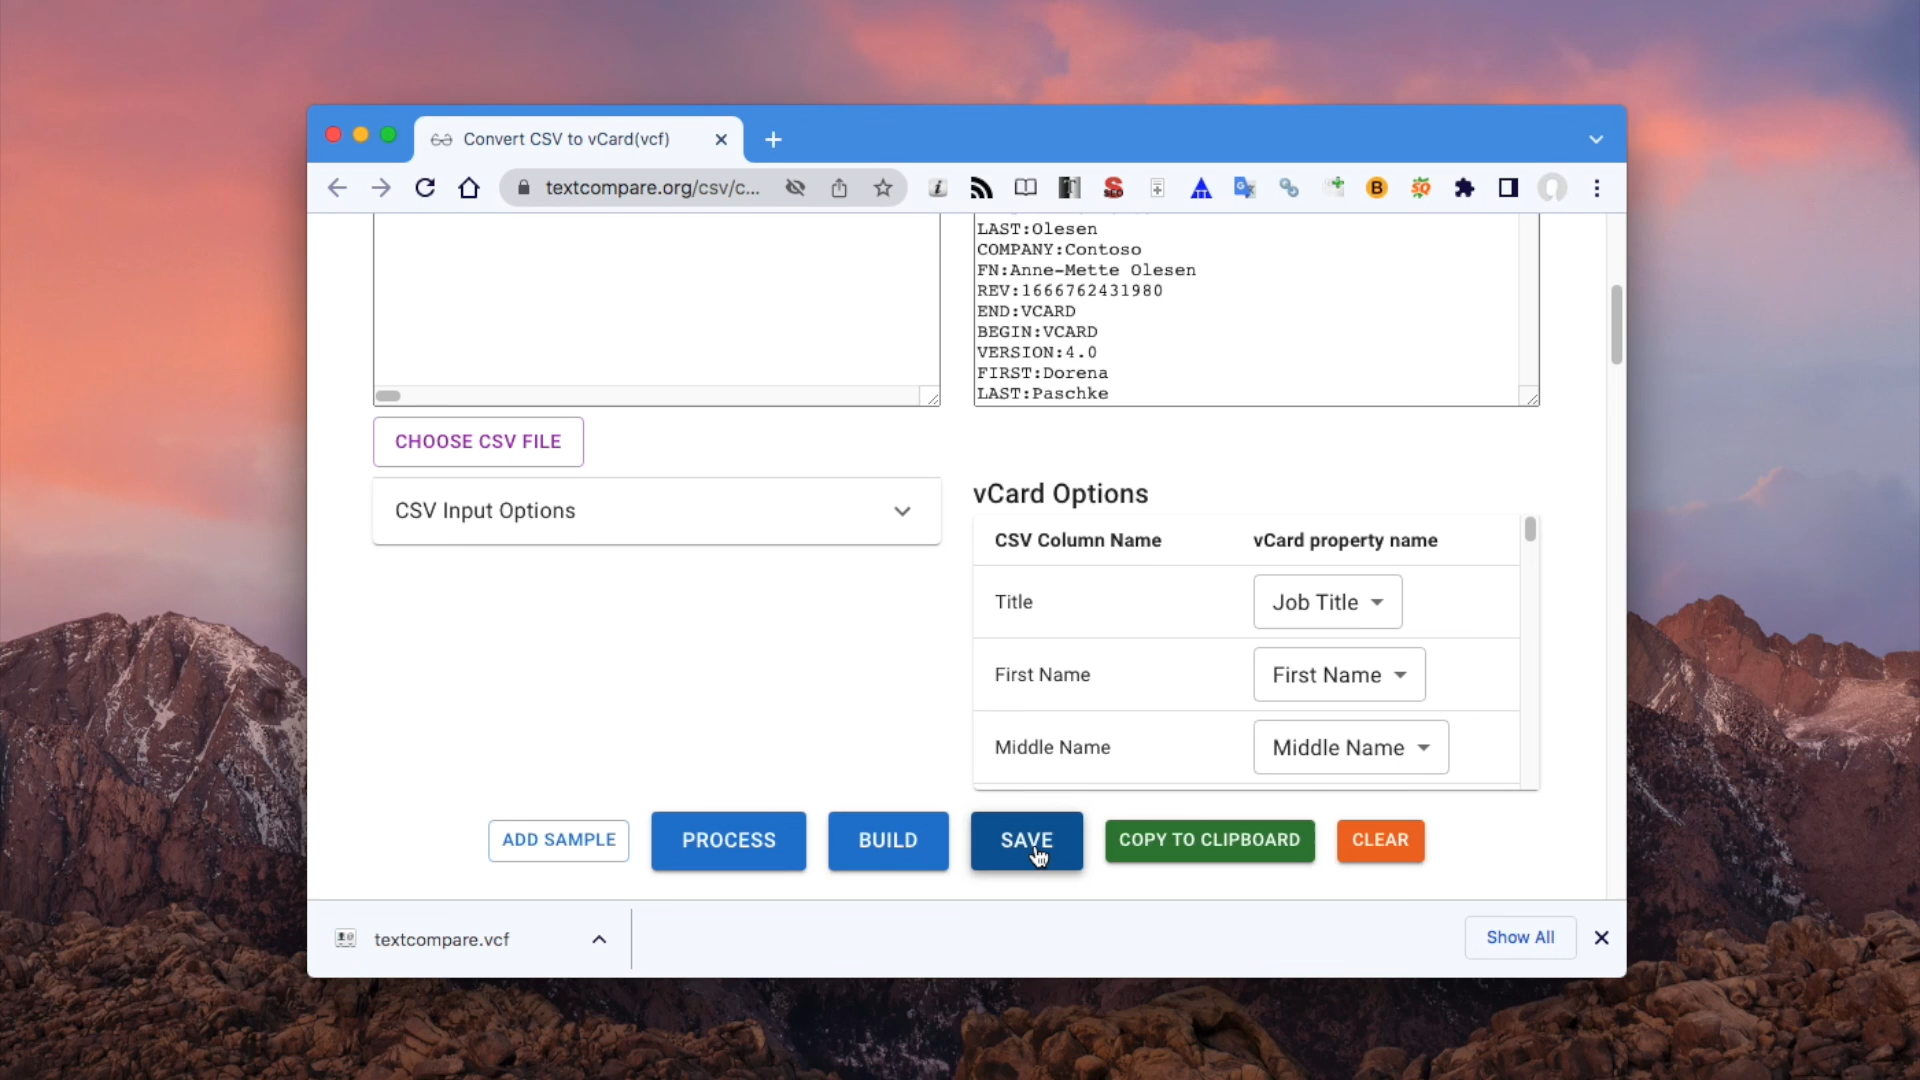 Convert CSV to vCard(vcf)
textcompare.org/csv/c...
LAST:Olesen
COMPANY:Contoso
FN:Anne-Mette Olesen
REV:1666762431980
END:VCARD
BEGIN:VCARD
VERSION:4.0
FIRST:Dorena
LAST:Paschke
CHOOSE CSV FILE
CSV Input Options
vCard Options
CSV Column Name vCard property name
Title Job Title
First Name First Name
Middle Name Middle Name
ADD SAMPLE PROCESS BUILD SAVE COPY TO CLIPBOARD CLEAR
textcompare.vcf Show All